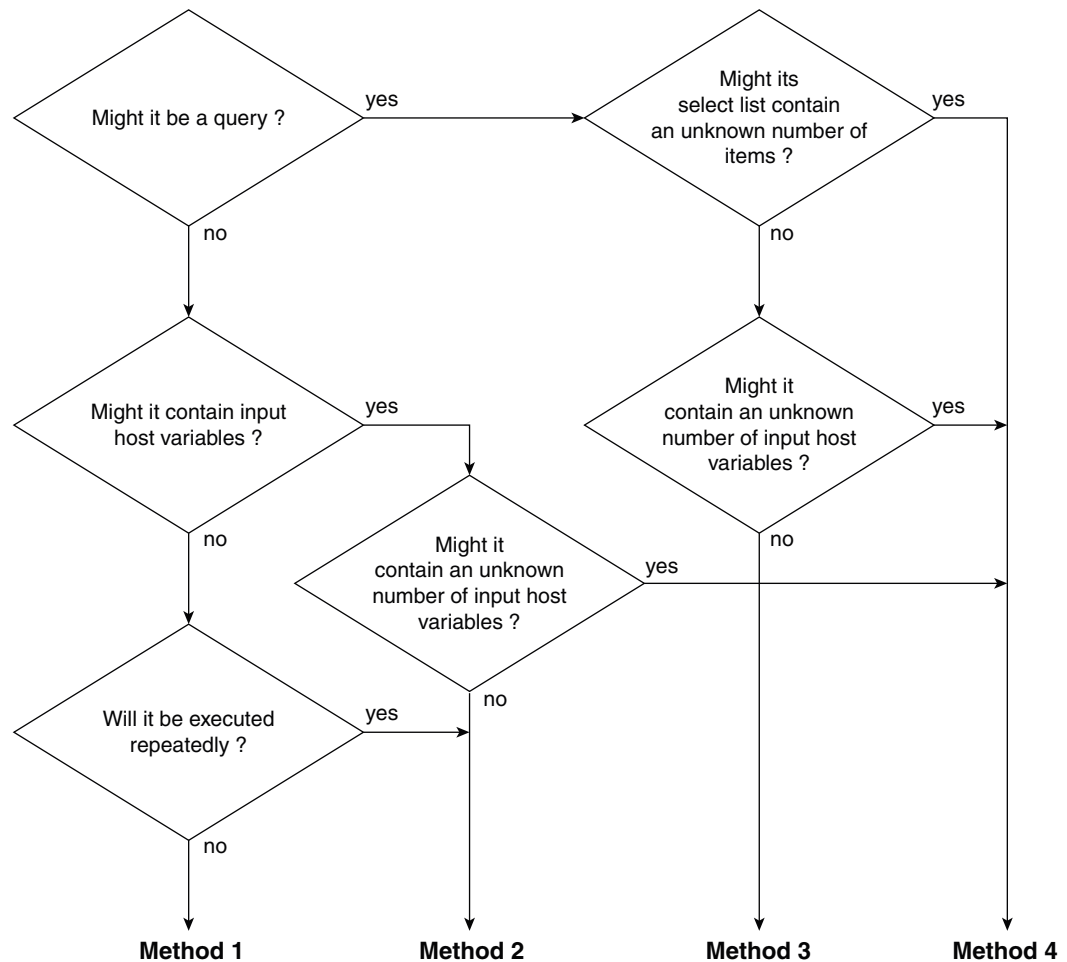 Might it be a query ?
yes
no
Might its
select list contain
an unknown number of
items ?
yes
no
Might it contain input
host variables ?
yes
no
Might it
contain an unknown
number of input host
variables ?
yes
no
Might it
contain an unknown
number of input host
variables ?
yes
no
Will it be executed
repeatedly ?
yes
no
Method 1
Method 2
Method 3
Method 4